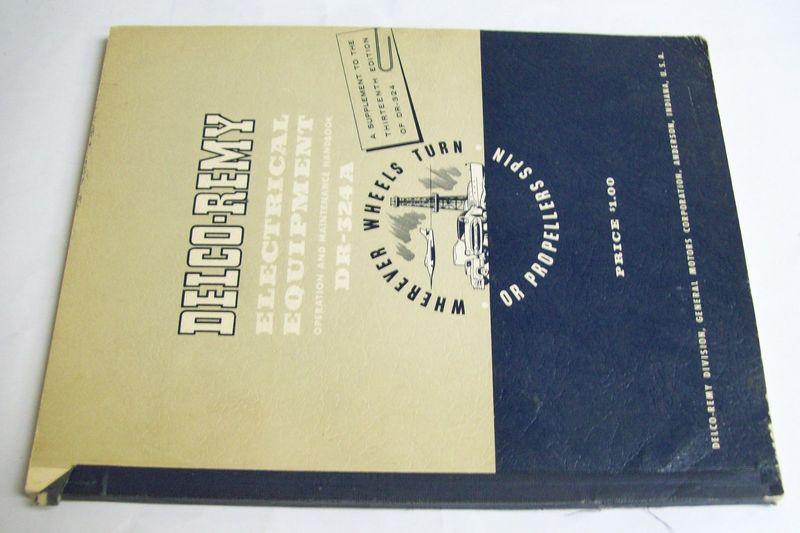 A SUPPLEMENT TO THE
THIRTEENTH EDITION
OF DR-324
DELCO-REMY
ELECTRICAL
EQUIPMENT
OPERATION AND MAINTENANCE HANDBOOK
DR-324A
WHEREVER WHEELS TURN
OR PROPELLERS SPIN
PRICE $1.00
DELCO-REMY DIVISION, GENERAL MOTORS CORPORATION, ANDERSON, INDIANA, U.S.A.